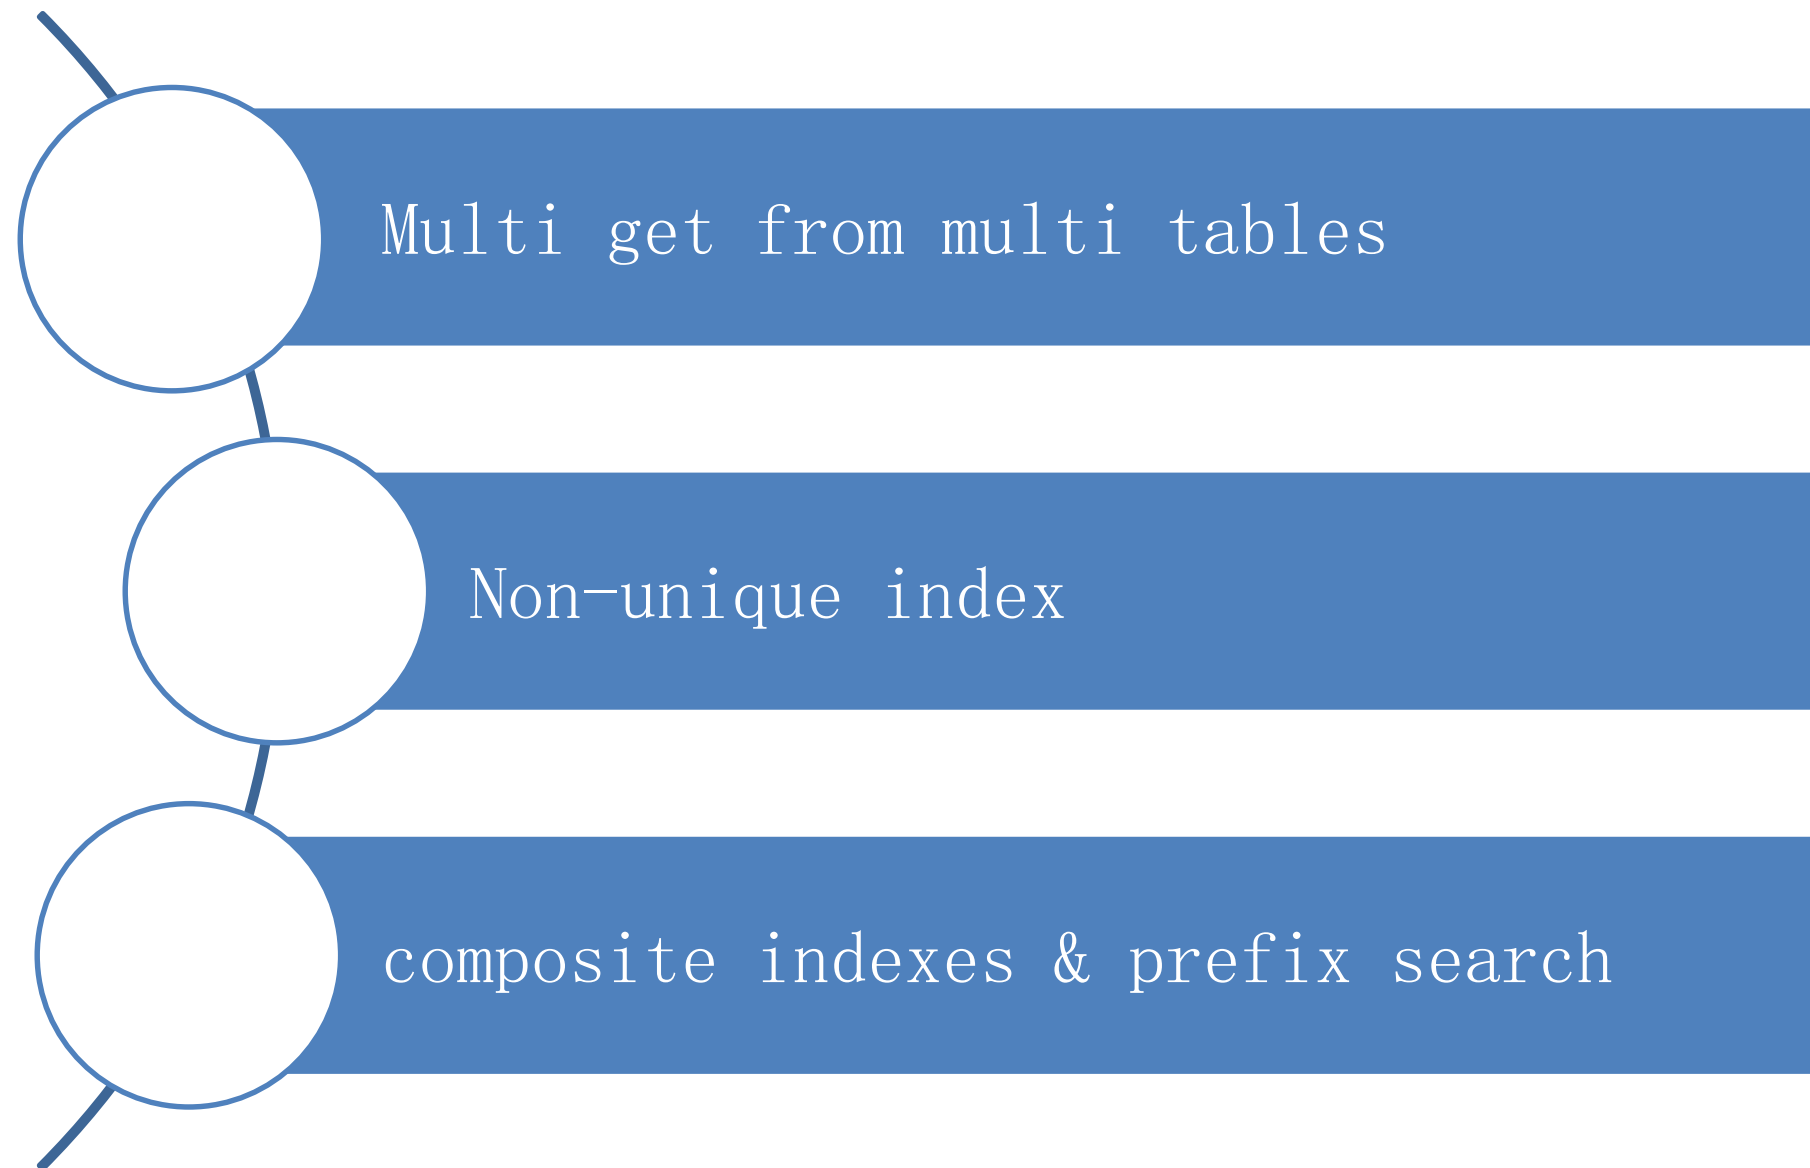 Multi get from multi tables
Non-unique index
composite indexes & prefix search